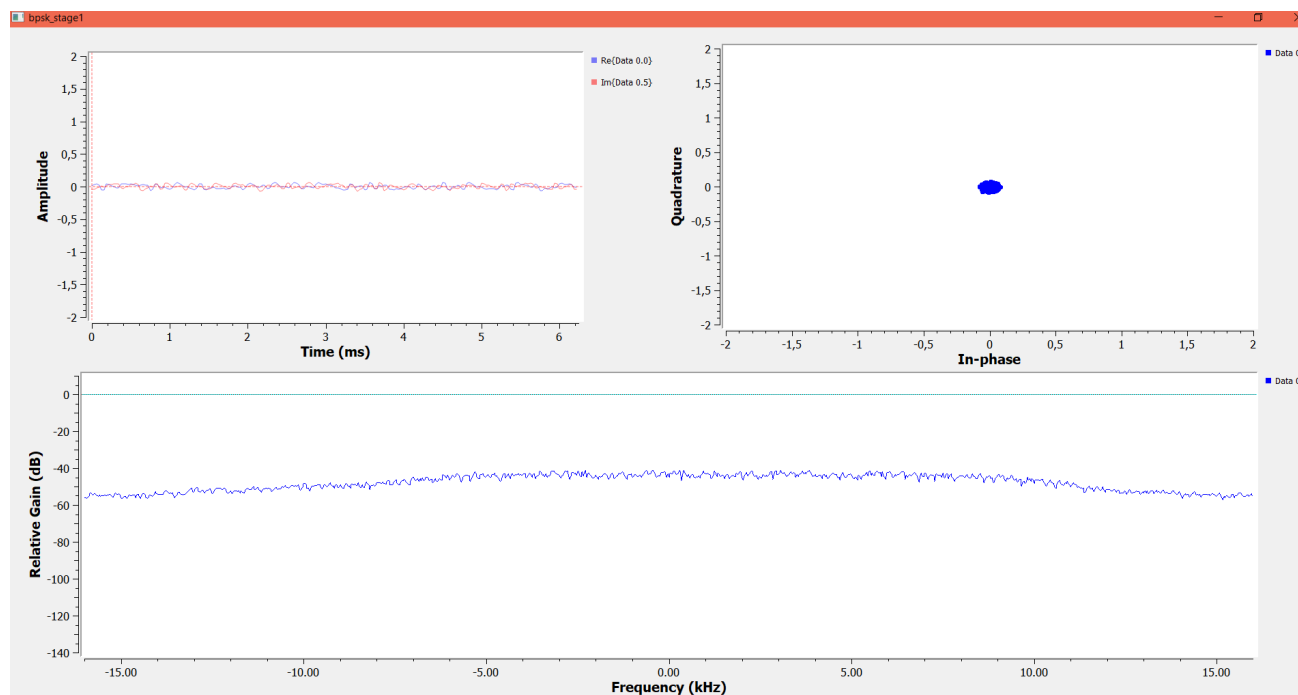 bpsk_stage1
2
1,5
1
0,5
0
-0,5
-1
-1,5
-2
Amplitude
0 1 2 3 4 5 6
Time (ms)
Re{Data 0.0}
Im{Data 0.5}
2
1,5
1
0,5
0
-0,5
-1
-1,5
-2
Quadrature
-2 -1,5 -1 -0,5 0 0,5 1 1,5 2
In-phase
Data 0
0
-20
-40
-60
-80
-100
-120
-140
Relative Gain (dB)
-15.00 -10.00 -5.00 0.00 5.00 10.00 15.00
Frequency (kHz)
Data 0